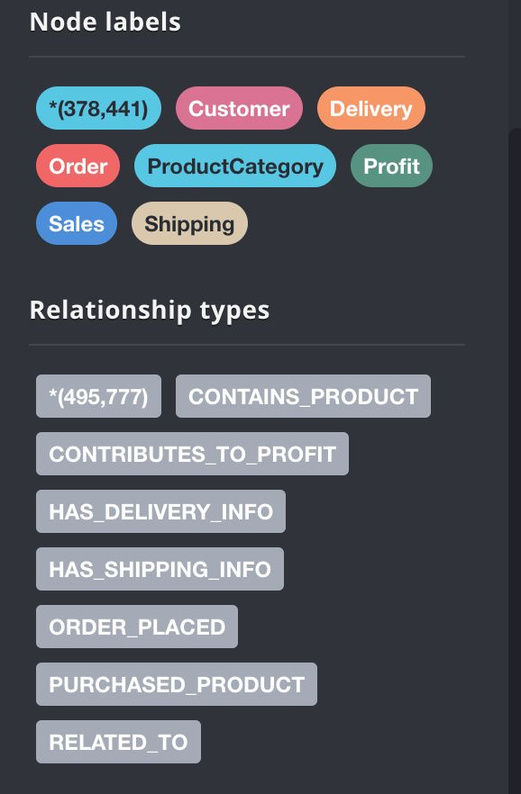 Node labels
*(378,441) Customer Delivery
Order ProductCategory Profit
Sales Shipping
Relationship types
*(495,777) CONTAINS_PRODUCT
CONTRIBUTES_TO_PROFIT
HAS_DELIVERY_INFO
HAS_SHIPPING_INFO
ORDER_PLACED
PURCHASED_PRODUCT
RELATED_TO